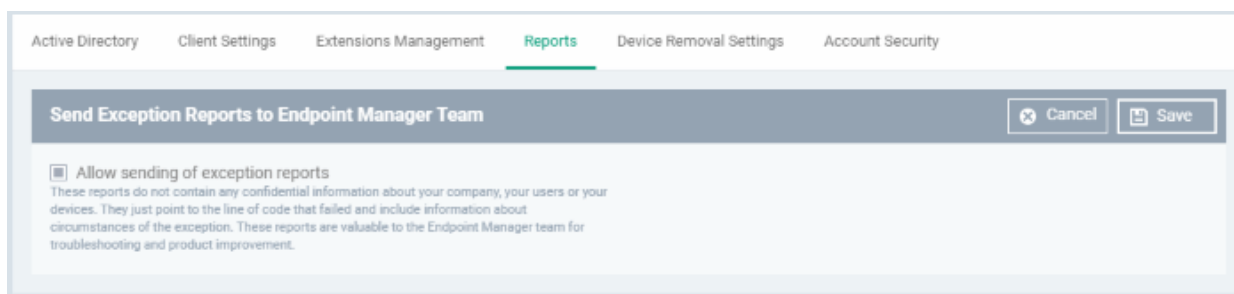 Active Directory Client Settings Extensions Management Reports Device Removal Settings Account Security
Send Exception Reports to Endpoint Manager Team Cancel Save
Allow sending of exception reports
These reports do not contain any confidential information about your company, your users or your
devices. They just point to the line of code that failed and include information about
circumstances of the exception. These reports are valuable to the Endpoint Manager team for
troubleshooting and product improvement.